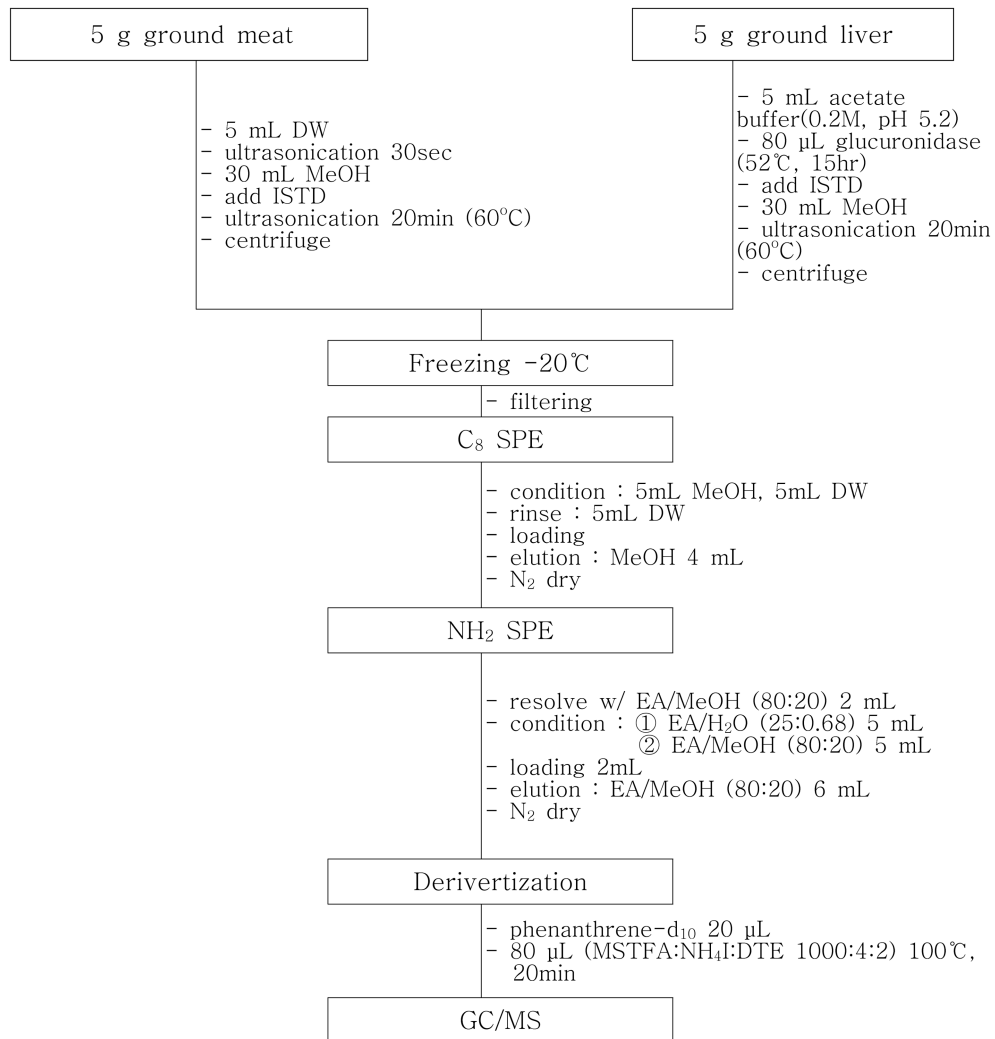 5 g ground meat
- 5 mL DW
- ultrasonication 30sec
- 30 mL MeOH
- add ISTD
- ultrasonication 20min (60°C)
- centrifuge
5 g ground liver
- 5 mL acetate
buffer(0.2M, pH 5.2)
- 80 μL glucuronidase
(52℃, 15hr)
- add ISTD
- 30 mL MeOH
- ultrasonication 20min
(60°C)
- centrifuge
Freezing -20℃
- filtering
C₈ SPE
- condition : 5mL MeOH, 5mL DW
- rinse : 5mL DW
- loading
- elution : MeOH 4 mL
- N₂ dry
NH₂ SPE
- resolve w/ EA/MeOH (80:20) 2 mL
- condition : ① EA/H₂O (25:0.68) 5 mL
② EA/MeOH (80:20) 5 mL
- loading 2mL
- elution : EA/MeOH (80:20) 6 mL
- N₂ dry
Derivertization
- phenanthrene-d₁₀ 20 μL
- 80 μL (MSTFA:NH₄I:DTE 1000:4:2) 100℃,
20min
GC/MS